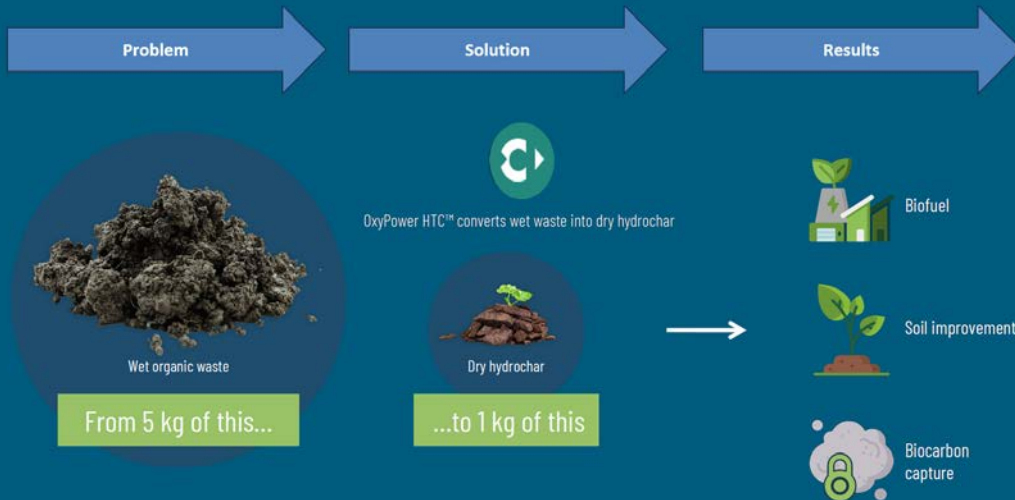 Problem
Solution
Results
OxyPower HTC™ converts wet waste into dry hydrochar
Wet organic waste
From 5 kg of this...
Dry hydrochar
...to 1 kg of this
Biofuel
Soil improvement
Biocarbon
capture